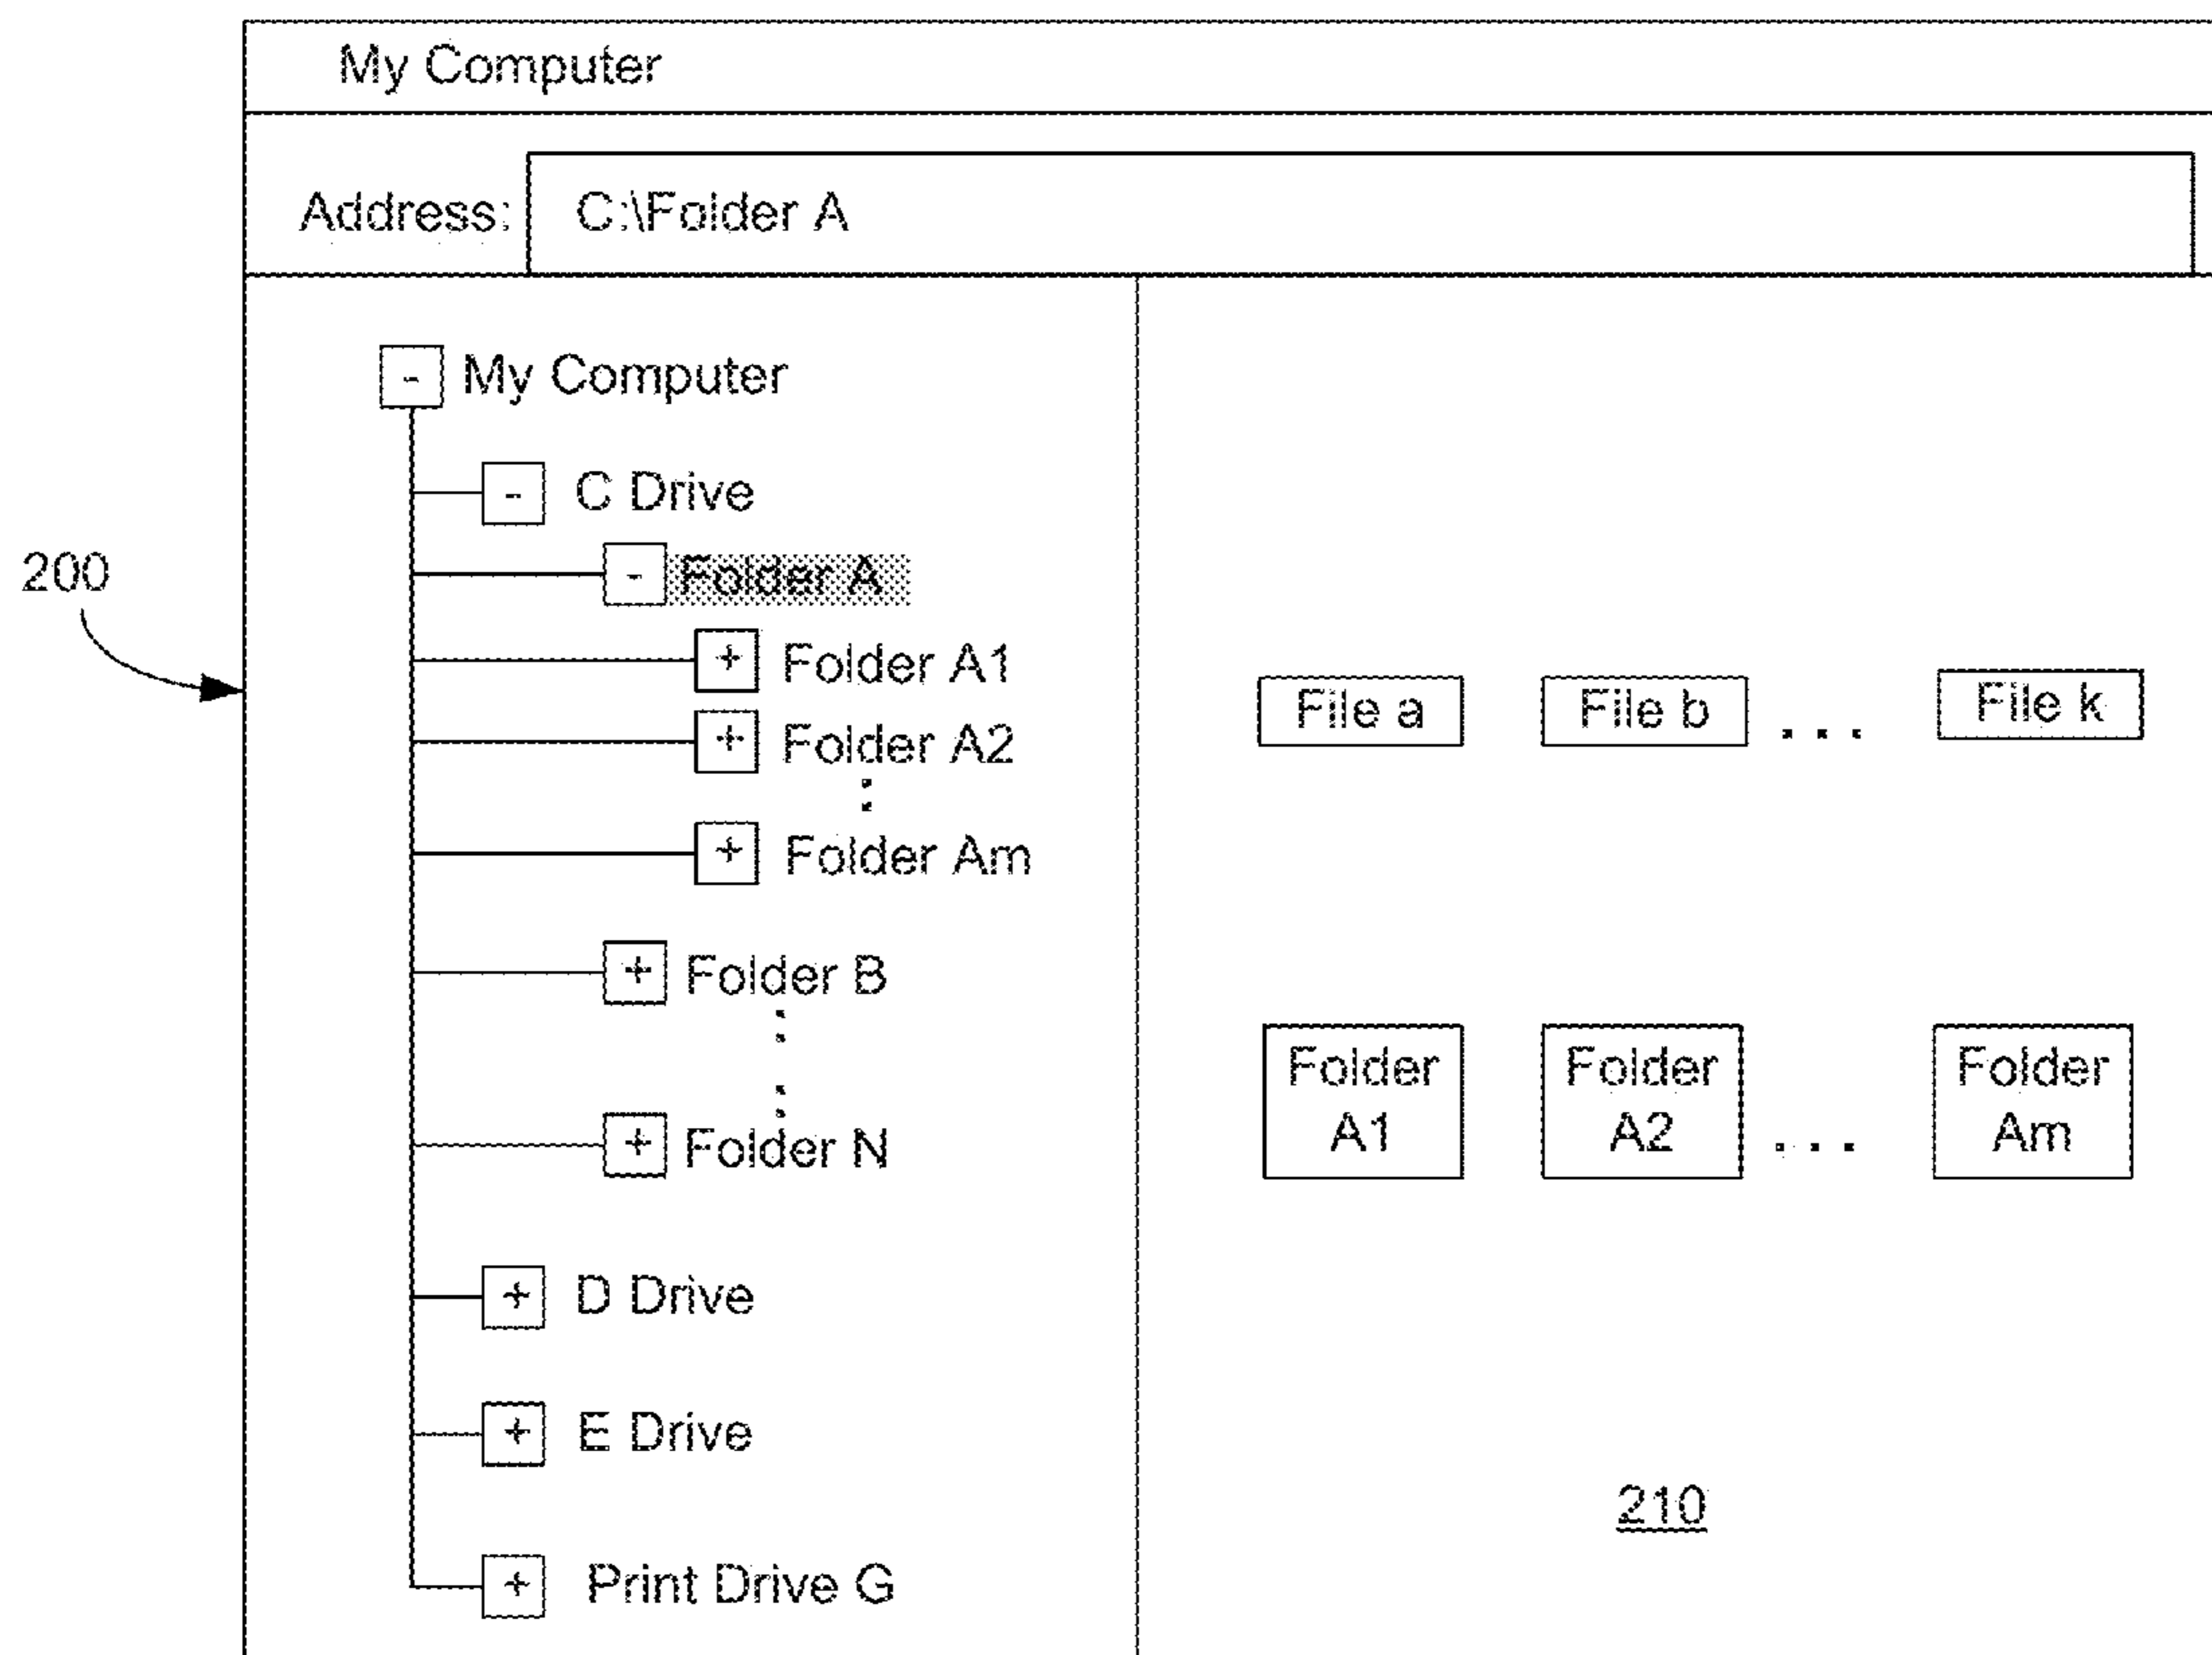 My Computer
Address: C:\Folder A
200
- My Computer
- C Drive
- Folder A
+ Folder A1
+ Folder A2
+ Folder Am
+ Folder B
+ Folder N
+ D Drive
+ E Drive
+ Print Drive G
File a File b ... File k
Folder A1 Folder A2 ... Folder Am
210